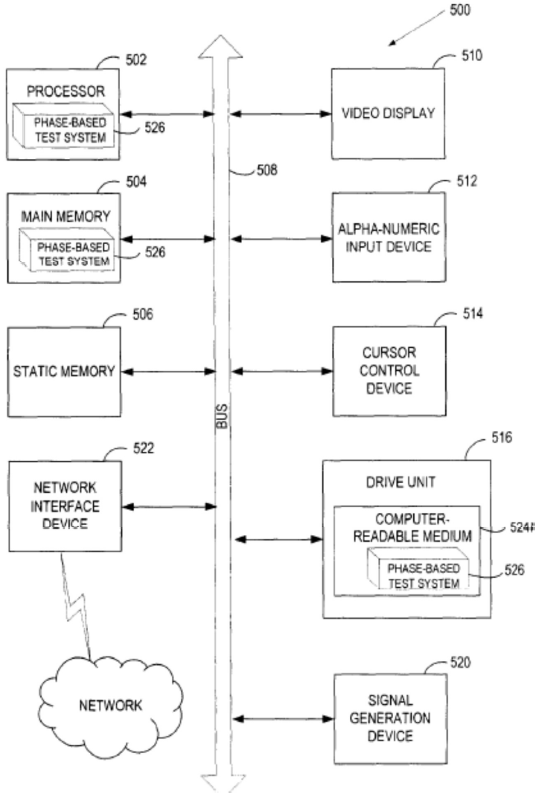 500
502
PROCESSOR
PHASE-BASED
TEST SYSTEM
526
510
VIDEO DISPLAY
508
504
MAIN MEMORY
PHASE-BASED
TEST SYSTEM
526
512
ALPHA-NUMERIC
INPUT DEVICE
506
STATIC MEMORY
514
CURSOR
CONTROL
DEVICE
BUS
522
NETWORK
INTERFACE
DEVICE
516
DRIVE UNIT
COMPUTER-
READABLE MEDIUM
524#
PHASE-BASED
TEST SYSTEM
526
NETWORK
520
SIGNAL
GENERATION
DEVICE